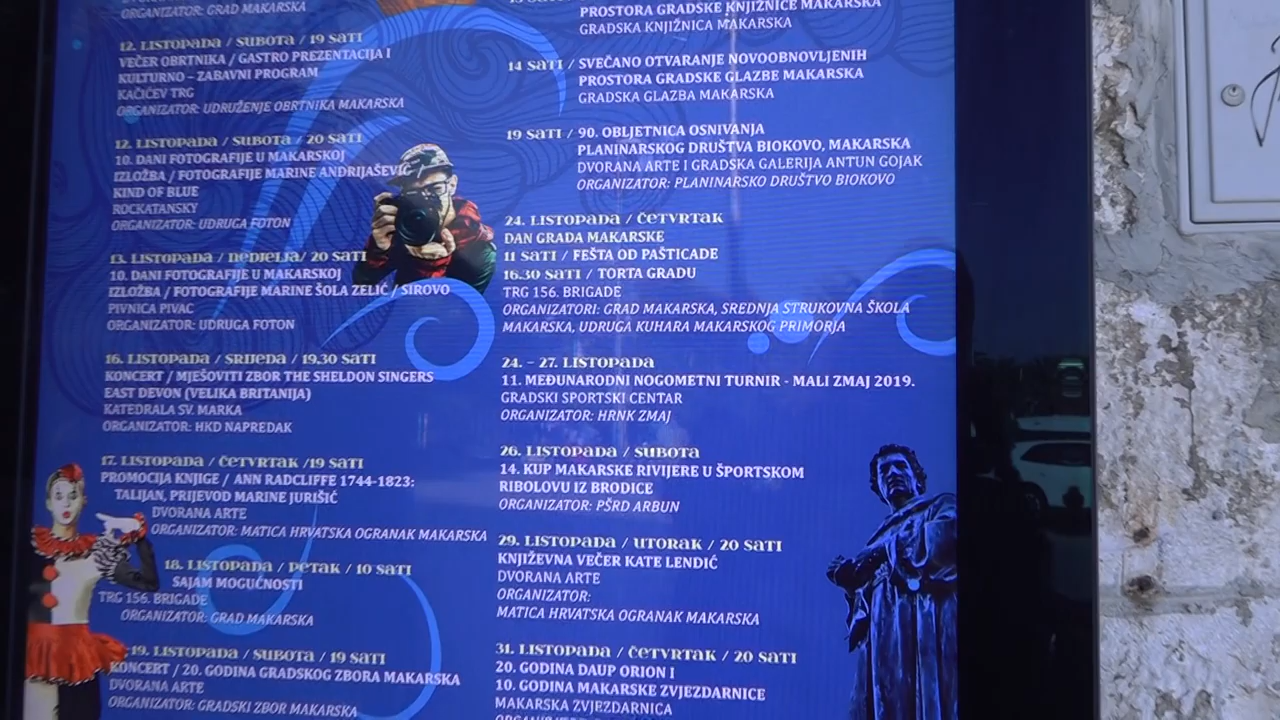 ORGANIZATOR: GRAD MAKARSKA
12. LISTOPADA / SUBOTA / 19 SATI
VEČER OBRTNIKA / GASTRO PREZENTACIJA I
KULTURNO – ZABAVNI PROGRAM
KAČIĆEV TRG
ORGANIZATOR: UDRUŽENJE OBRTNIKA MAKARSKA
12. LISTOPADA / SUBOTA / 20 SATI
10. DANI FOTOGRAFIJE U MAKARSKOJ
IZLOŽBA / FOTOGRAFIJE MARINE ANDRIJAŠEVIĆ
KIND OF BLUE
ROCKATANSKY
ORGANIZATOR: UDRUGA FOTON
13. LISTOPADA / NEDJELJA/ 20 SATI
10. DANI FOTOGRAFIJE U MAKARSKOJ
IZLOŽBA / FOTOGRAFIJE MARINE ŠOLA ZELIĆ / SIROVO
PIVNICA PIVAC
ORGANIZATOR: UDRUGA FOTON
16. LISTOPADA / SRIJEDA / 19,30 SATI
KONCERT / MJEŠOVITI ZBOR THE SHELDON SINGERS
EAST DEVON (VELIKA BRITANIJA)
KATEDRALA SV. MARKA
ORGANIZATOR: HKD NAPREDAK
17. LISTOPADA / ČETVRTAK /19 SATI
PROMOCIJA KNJIGE / ANN RADCLIFFE 1744-1823:
TALIJAN, PRIJEVOD MARINE JURIŠIĆ
DVORANA ARTE
ORGANIZATOR: MATICA HRVATSKA OGRANAK MAKARSKA
18. LISTOPADA / PETAK / 10 SATI
SAJAM MOGUĆNOSTI
TRG 156. BRIGADE
ORGANIZATOR: GRAD MAKARSKA
19. LISTOPADA / SUBOTA / 19 SATI
KONCERT / 20. GODINA GRADSKOG ZBORA MAKARSKA
DVORANA ARTE
ORGANIZATOR: GRADSKI ZBOR MAKARSKA
PROSTORA GRADSKE KNJIŽNICE MAKARSKA
GRADSKA KNJIŽNICA MAKARSKA
14 SATI / SVEČANO OTVARANJE NOVOOBNOVLJENIH
PROSTORA GRADSKE GLAZBE MAKARSKA
GRADSKA GLAZBA MAKARSKA
19 SATI / 90. OBLJETNICA OSNIVANJA
PLANINARSKOG DRUŠTVA BIOKOVO, MAKARSKA
DVORANA ARTE I GRADSKA GALERIJA ANTUN GOJAK
ORGANIZATOR: PLANINARSKO DRUŠTVO BIOKOVO
24. LISTOPADA / ČETVRTAK
DAN GRADA MAKARSKE
11 SATI / FEŠTA OD PAŠTICADE
16.30 SATI / TORTA GRADU
TRG 156. BRIGADE
ORGANIZATORI: GRAD MAKARSKA, SREDNJA STRUKOVNA ŠKOLA
MAKARSKA, UDRUGA KUHARA MAKARSKOG PRIMORJA
24. – 27. LISTOPADA
11. MEĐUNARODNI NOGOMETNI TURNIR - MALI ZMAJ 2019.
GRADSKI SPORTSKI CENTAR
ORGANIZATOR: HRNK ZMAJ
26. LISTOPADA / SUBOTA
14. KUP MAKARSKE RIVIJERE U ŠPORTSKOM
RIBOLOVU IZ BRODICE
ORGANIZATOR: PŠRD ARBUN
29. LISTOPADA / UTORAK / 20 SATI
KNJIŽEVNA VEČER KATE LENDIĆ
DVORANA ARTE
ORGANIZATOR:
MATICA HRVATSKA OGRANAK MAKARSKA
31. LISTOPADA / ČETVRTAK / 20 SATI
20. GODINA DAUP ORION I
10. GODINA MAKARSKE ZVJEZDARNICE
MAKARSKA ZVJEZDARNICA